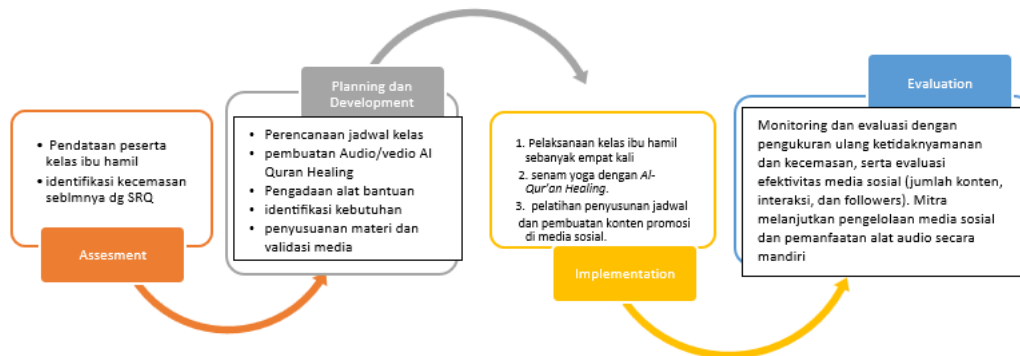 • Pendataan peserta
kelas ibu hamil
• identifikasi kecemasan
seblmnya dg SRQ
Assesment
Planning dan
Development
• Perencanaan jadwal kelas
• pembuatan Audio/vedio Al
Quran Healing
• Pengadaan alat bantuan
• identifikasi kebutuhan
• penyusuanan materi dan
validasi media
1. Pelaksanaan kelas ibu hamil
sebanyak empat kali
2. senam yoga dengan Al-
Qur'an Healing.
3. pelatihan penyusunan jadwal
dan pembuatan konten promosi
di media sosial.
Implementation
Evaluation
Monitoring dan evaluasi dengan
pengukuran ulang ketidaknyamanan
dan kecemasan, serta evaluasi
efektivitas media sosial (jumlah konten,
interaksi, dan followers). Mitra
melanjutkan pengelolaan media sosial
dan pemanfaatan alat audio secara
mandiri